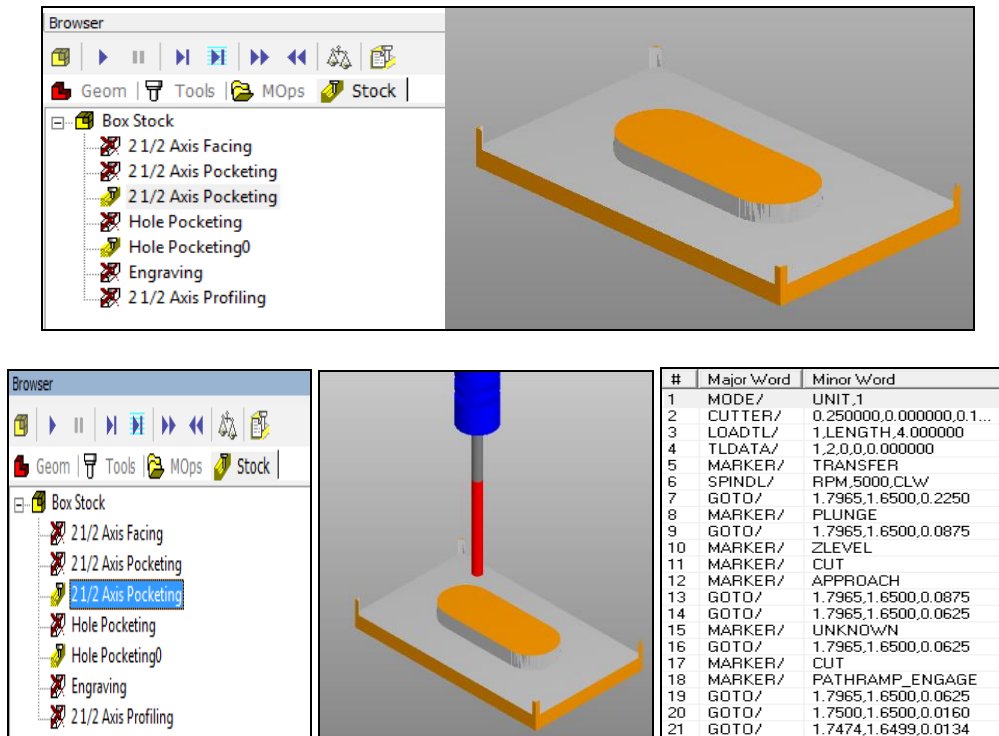 Browser
Geom | Tools | MOps Stock |
Box Stock
2 1/2 Axis Facing
2 1/2 Axis Pocketing
2 1/2 Axis Pocketing
Hole Pocketing
Hole Pocketing0
Engraving
2 1/2 Axis Profiling
Browser
Geom | Tools | MOps Stock |
Box Stock
2 1/2 Axis Facing
2 1/2 Axis Pocketing
2 1/2 Axis Pocketing
Hole Pocketing
Hole Pocketing0
Engraving
2 1/2 Axis Profiling
# Major Word Minor Word
1 MODE/ UNIT,1
2 CUTTER/ 0.250000,0.000000,0.1...
3 LOADTL/ 1,LENGTH,4.000000
4 TLDATA/ 1,2,0,0,0.000000
5 MARKER/ TRANSFER
6 SPINDL/ RPM,5000,CLW
7 GOTO/ 1.7965,1.6500,0.2250
8 MARKER/ PLUNGE
9 GOTO/ 1.7965,1.6500,0.0875
10 MARKER/ ZLEVEL
11 MARKER/ CUT
12 MARKER/ APPROACH
13 GOTO/ 1.7965,1.6500,0.0875
14 GOTO/ 1.7965,1.6500,0.0625
15 MARKER/ UNKNOWN
16 GOTO/ 1.7965,1.6500,0.0625
17 MARKER/ CUT
18 MARKER/ PATHRAMP_ENGAGE
19 GOTO/ 1.7965,1.6500,0.0625
20 GOTO/ 1.7500,1.6500,0.0160
21 GOTO/ 1.7474,1.6499,0.0134